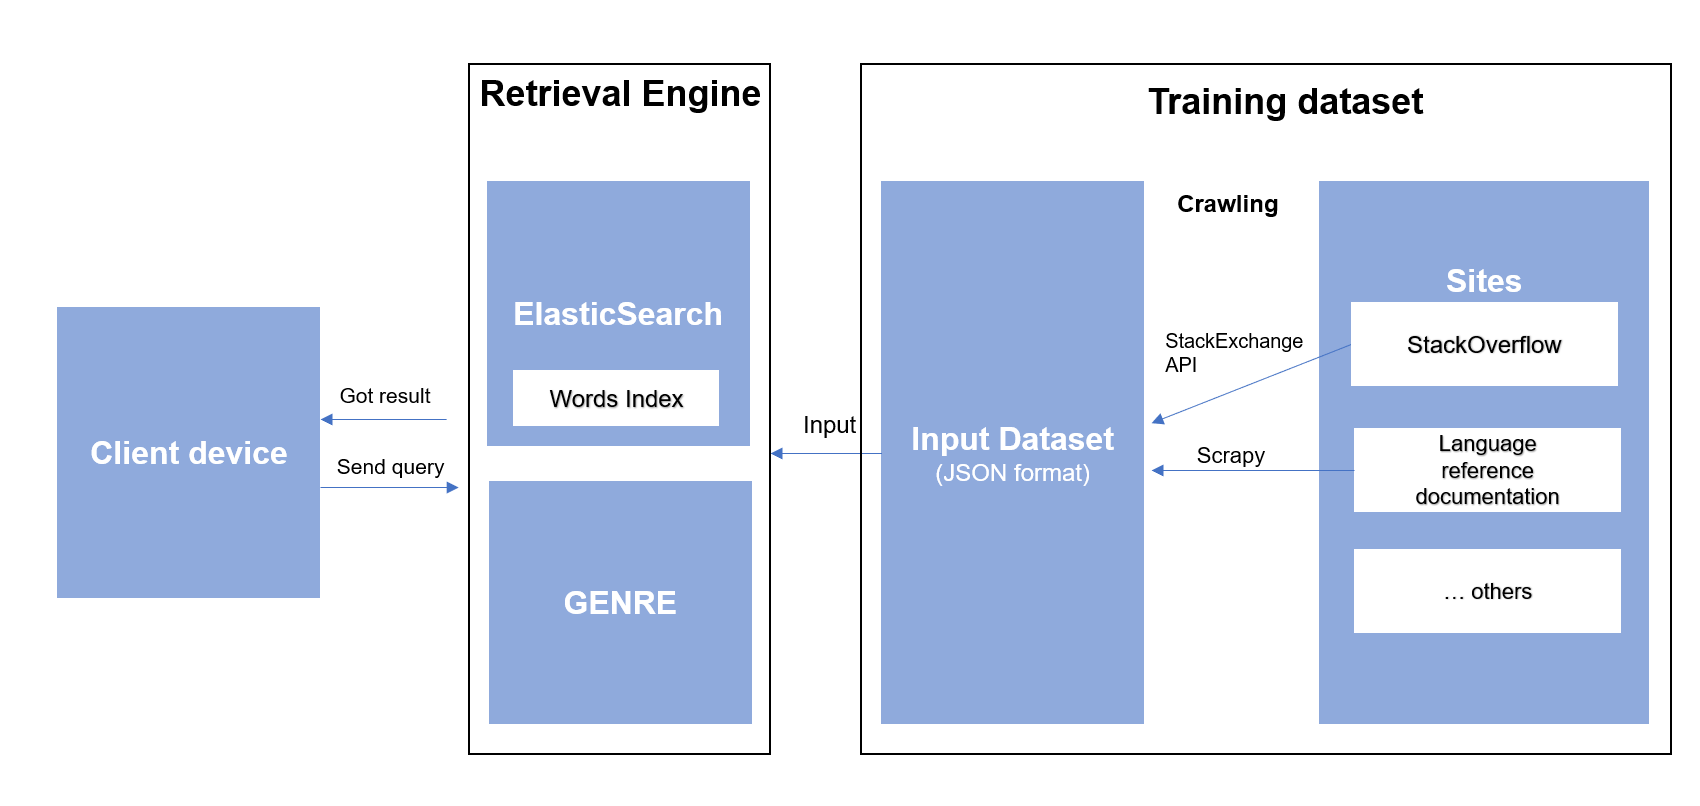 Retrieval Engine
Training dataset
Crawling
Sites
ElasticSearch
Words Index
StackExchange
API
StackOverflow
Got result
Client device
Send query
Input
Input Dataset
(JSON format)
Scrapy
Language
reference
documentation
GENRE
… others